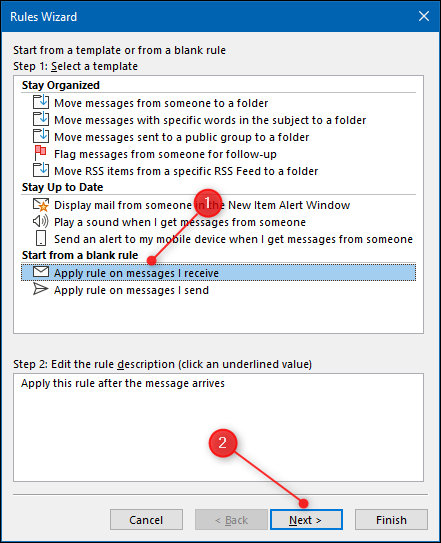 Rules Wizard
Start from a template or from a blank rule
Step 1: Select a template
Stay Organized
Move messages from someone to a folder
Move messages with specific words in the subject to a folder
Move messages sent to a public group to a folder
Flag messages from someone for follow-up
Move RSS items from a specific RSS Feed to a folder
Stay Up to Date
Display mail from someone in the New Item Alert Window
1
Play a sound when I get messages from someone
Send an alert to my mobile device when I get messages from someone
Start from a blank rule
Apply rule on messages I receive
Apply rule on messages I send
Step 2: Edit the rule description (click an underlined value)
Apply this rule after the message arrives
2
Cancel
< Back
Next >
Finish